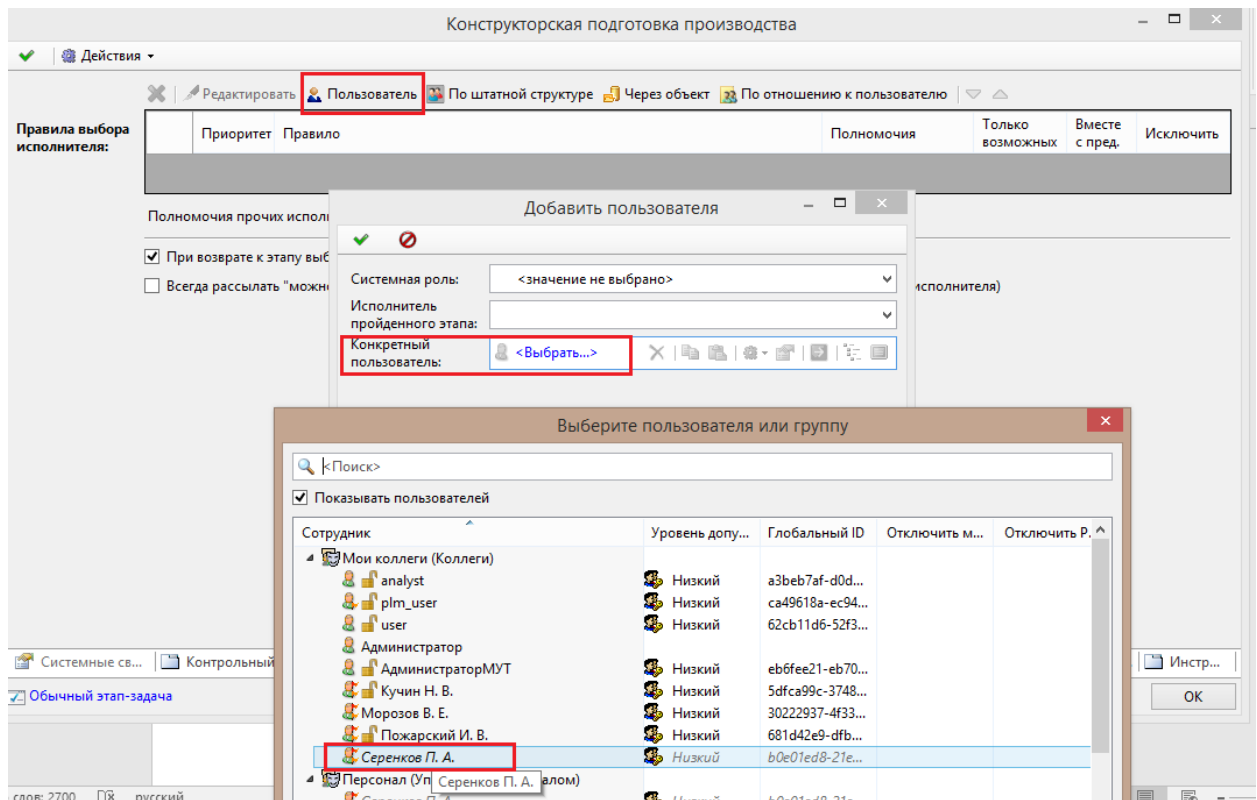 Конструкторская подготовка производства
Действия
Редактировать Пользователь По штатной структуре Через объект По отношению к пользователю
Правила выбора исполнителя:
Приоритет Правило Полномочия Только возможных Вместе с пред. Исключить
Полномочия прочих
Добавить пользователя
При возврате к этапу
Всегда рассылать
Системная роль: <значение не выбрано>
Исполнитель пройденного этапа:
Конкретный пользователь: <Выбрать...>
Выберите пользователя или группу
<Поиск>
Показывать пользователей
Сотрудник Уровень допу... Глобальный ID Отключить м... Отключить Р.
Мои коллеги (Коллеги)
analyst Низкий a3beb7af-d0d...
plm_user Низкий ca49618a-ec94...
user Низкий 62cb11d6-52f3...
Администратор
АдминистраторМУТ Низкий eb6fee21-eb70...
Кучин Н. В. Низкий 5dfca99c-3748...
Морозов В. Е. Низкий 30222937-4f33...
Пожарский И. В. Низкий 681d42e9-dfb...
Серенков П. А. Низкий b0e01ed8-21e...
Персонал
Серенков П. А.
Системные св... Контрольный Инстр...
Обычный этап-задача OK
слов: 2700 русский